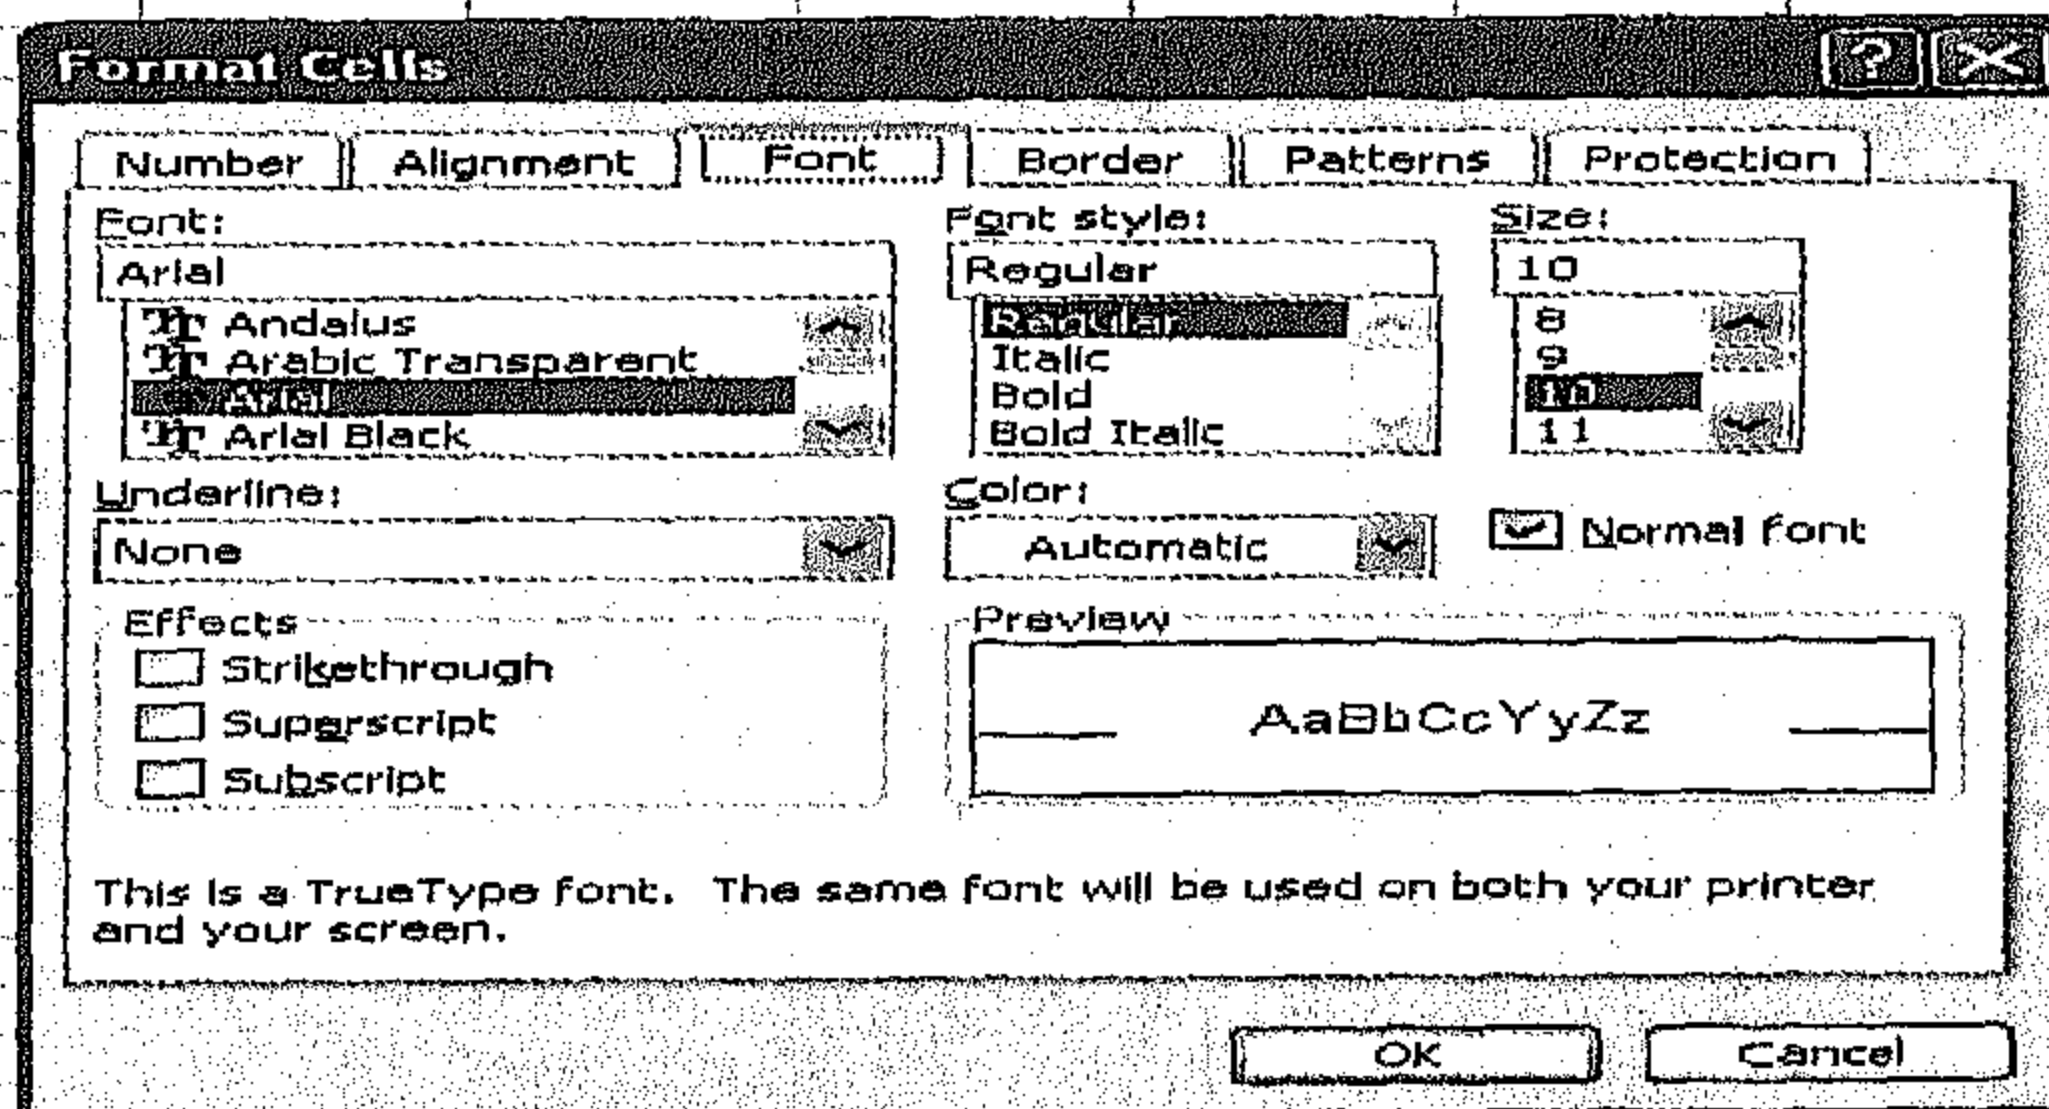 Format Cells
Number Alignment Font Border Patterns Protection
Font: Font style: Size:
Arial Regular 10
Andalus Regular 8
Arabic Transparent Italic 9
Arial Bold 10
Arial Black Bold Italic 11
Underline: Color:
None Automatic Normal font
Effects Preview
Strikethrough
Superscript AaBbCcYyZz
Subscript
This is a TrueType font. The same font will be used on both your printer
and your screen.
OK Cancel